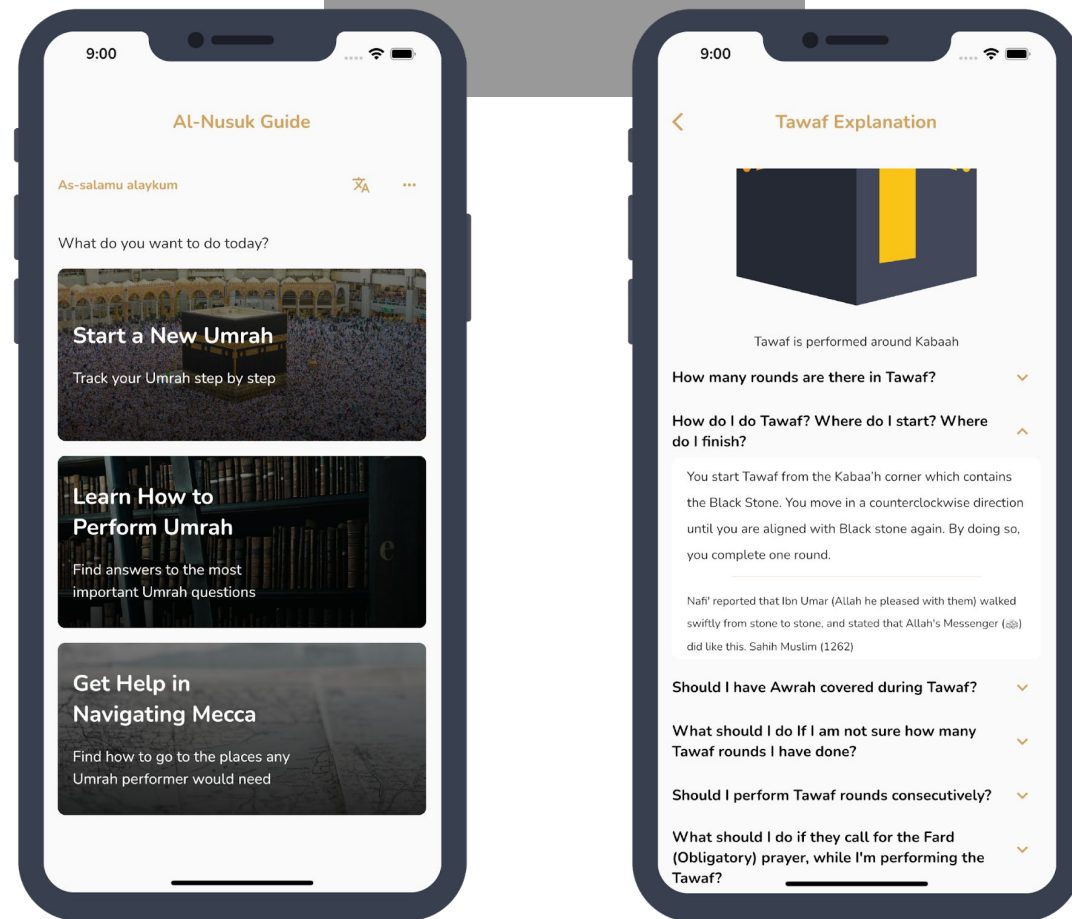 9:00
Al-Nusuk Guide
As-salamu alaykum
What do you want to do today?
Start a New Umrah
Track your Umrah step by step
Learn How to
Perform Umrah
Find answers to the most
important Umrah questions
Get Help in
Navigating Mecca
Find how to go to the places any
Umrah performer would need
9:00
Tawaf Explanation
Tawaf is performed around Kabaah
How many rounds are there in Tawaf?
How do I do Tawaf? Where do I start? Where
do I finish?
You start Tawaf from the Kabaa'h corner which contains
the Black Stone. You move in a counterclockwise direction
until you are aligned with Black stone again. By doing so,
you complete one round.
Nafi' reported that Ibn Umar (Allah he pleased with them) walked
swiftly from stone to stone, and stated that Allah's Messenger (ﷺ)
did like this. Sahih Muslim (1262)
Should I have Awrah covered during Tawaf?
What should I do If I am not sure how many
Tawaf rounds I have done?
Should I perform Tawaf rounds consecutively?
What should I do if they call for the Fard
(Obligatory) prayer, while I'm performing the
Tawaf?